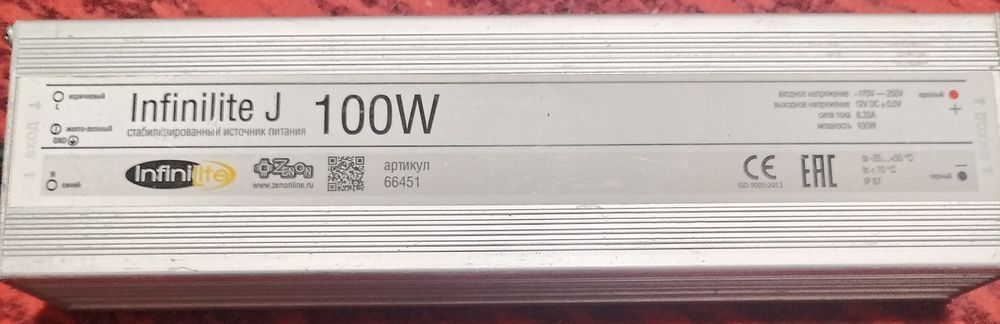 Infinilite J 100W
стабилизированный источник питания
входное напряжение ~170V — 250V
выходное напряжение 12V DC ± 0.5V
сила тока 8.33A
мощность 100W
коричневый
L
желто-зеленый
GND
N
синий
ВХОД
Infinilite
ZENON
www.zenonline.ru
артикул
66451
CE
ISO 9001:2011
EAC
ta -25...+50 °C
tc < 70 °C
IP 67
красный
+
черный
−